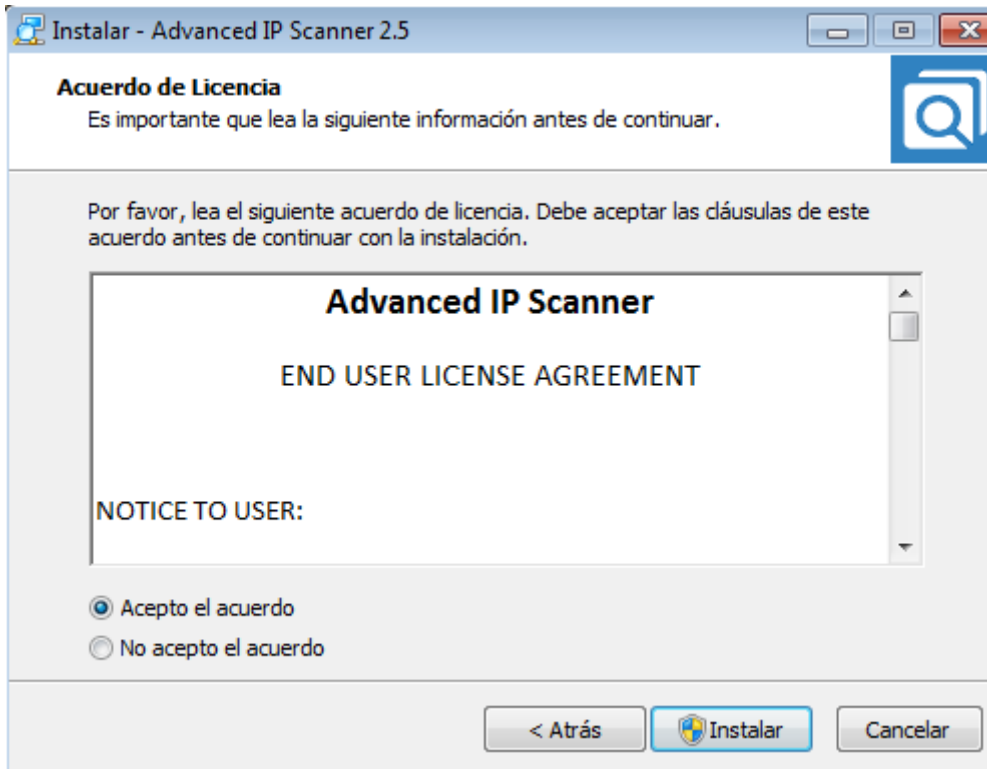 Instalar - Advanced IP Scanner 2.5
Acuerdo de Licencia
Es importante que lea la siguiente información antes de continuar.
Por favor, lea el siguiente acuerdo de licencia. Debe aceptar las cláusulas de este
acuerdo antes de continuar con la instalación.
Advanced IP Scanner
END USER LICENSE AGREEMENT
NOTICE TO USER:
Acepto el acuerdo
No acepto el acuerdo
< Atrás
Instalar
Cancelar